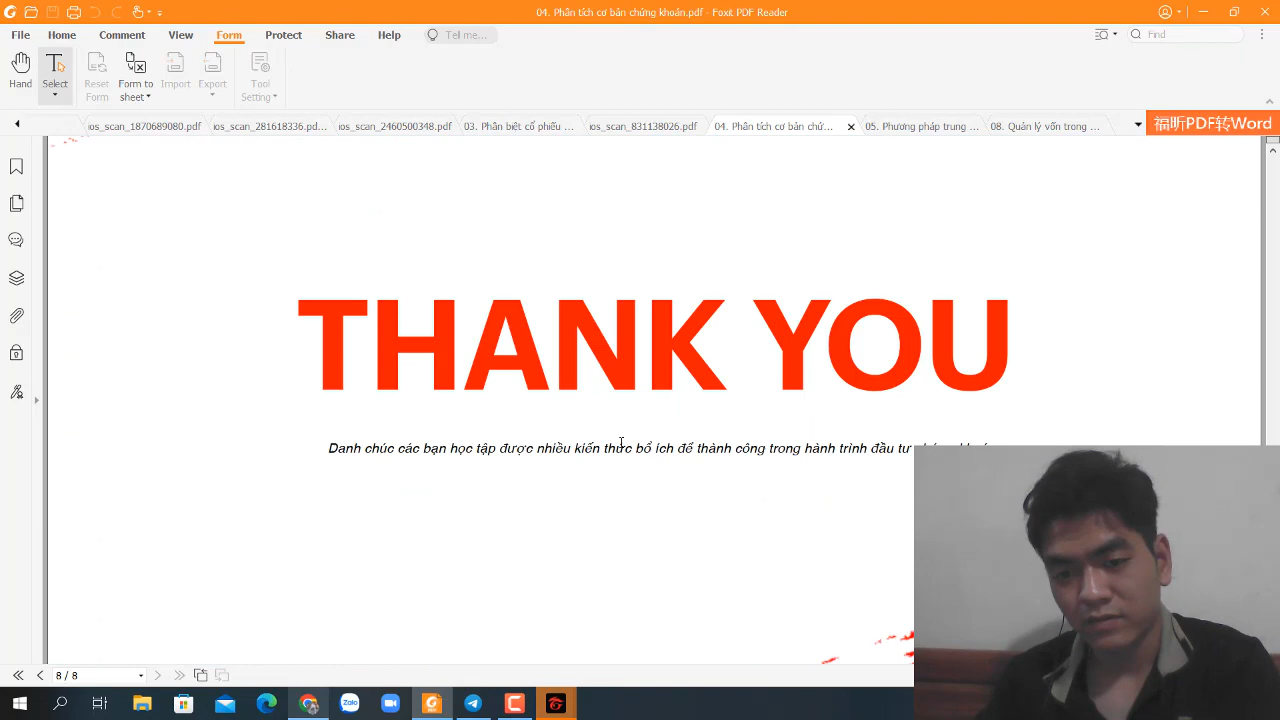 04. Phân tích cơ bản chứng khoán.pdf - Foxit PDF Reader
File Home Comment View Form Protect Share Help Tell me... Find
Hand Select Reset Form Form to sheet Import Export Tool Setting
ios_scan_1870689080.pdf ios_scan_281618336.pd... ios_scan_2460500348.pdf 03. Phân biệt cổ phiếu ... ios_scan_831138026.pdf 04. Phân tích cơ bản chứ... 05. Phương pháp trung ... 08. Quản lý vốn trong ... 福昕PDF转Word
THANK YOU
Danh chúc các bạn học tập được nhiều kiến thức bổ ích để thành công trong hành trình đầu tư
8 / 8
Zalo